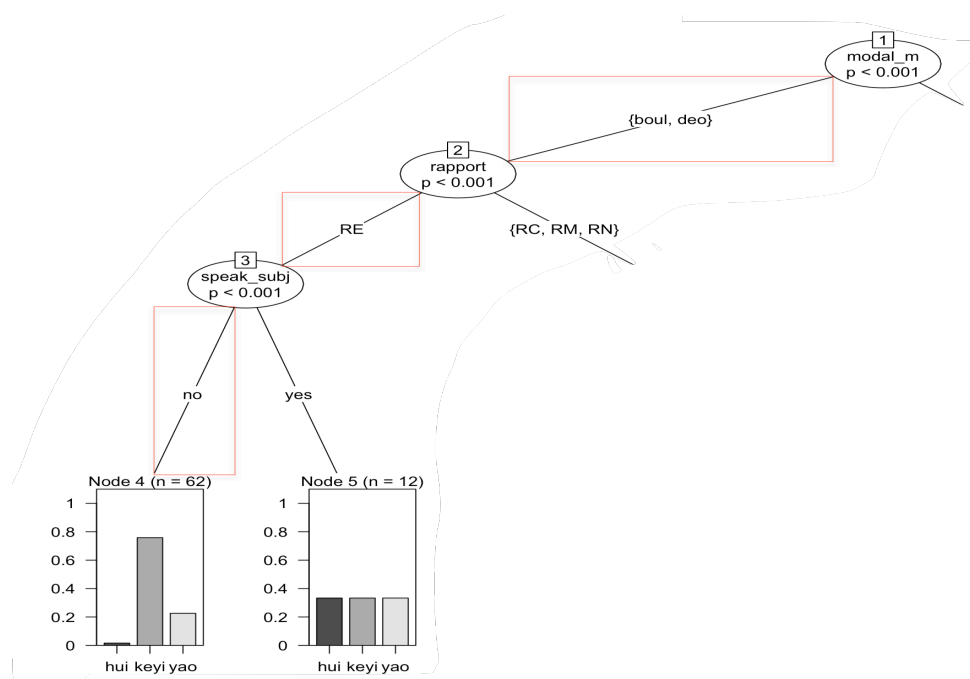 1
modal_m
p < 0.001
{boul, deo}
2
rapport
p < 0.001
RE
{RC, RM, RN}
3
speak_subj
p < 0.001
no
yes
Node 4 (n = 62)
1
0.8
0.6
0.4
0.2
0
hui keyi yao
Node 5 (n = 12)
1
0.8
0.6
0.4
0.2
0
hui keyi yao